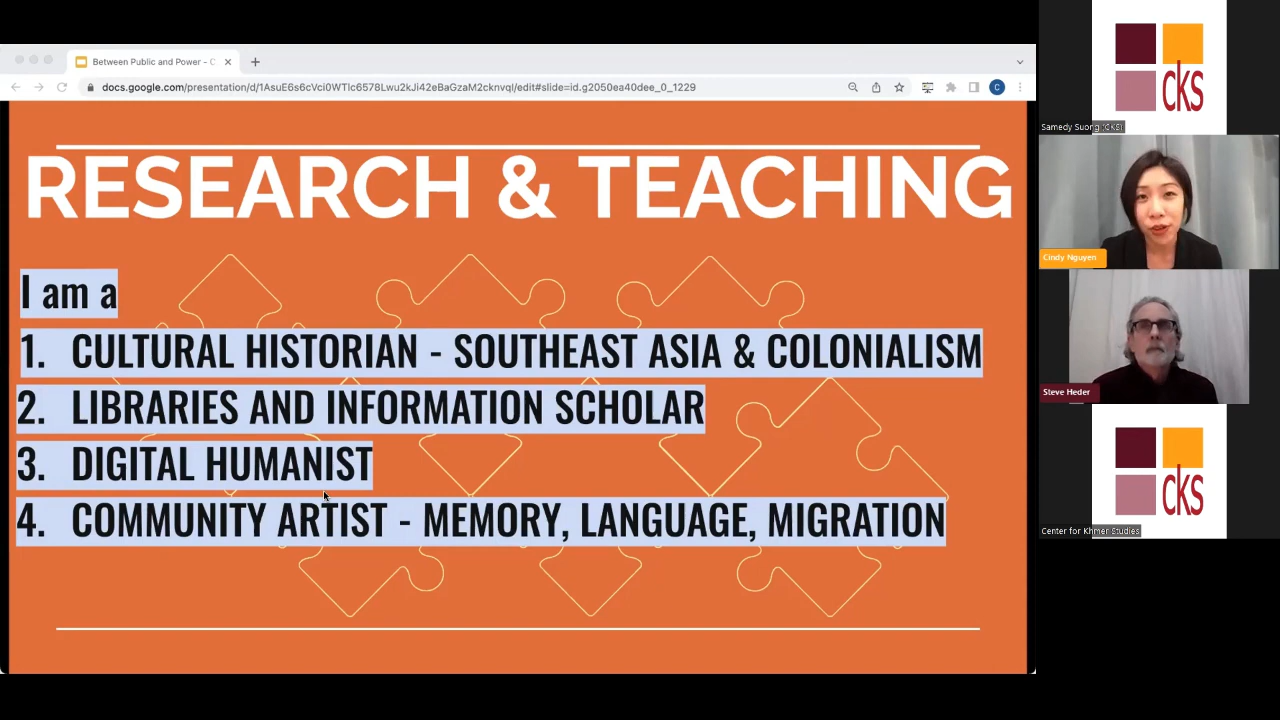 Between Public and Power - C
docs.google.com/presentation/d/1AsuE6s6cVci0WTlc6578Lwu2kJi42eBaGzaM2cknvqI/edit#slide=id.g2050ea40dee_0_1229
C
RESEARCH & TEACHING
I am a
1. CULTURAL HISTORIAN - SOUTHEAST ASIA & COLONIALISM
2. LIBRARIES AND INFORMATION SCHOLAR
3. DIGITAL HUMANIST
4. COMMUNITY ARTIST - MEMORY, LANGUAGE, MIGRATION
cks
Samedy Suong (CKS)
Cindy Nguyen
Steve Heder
cks
Center for Khmer Studies